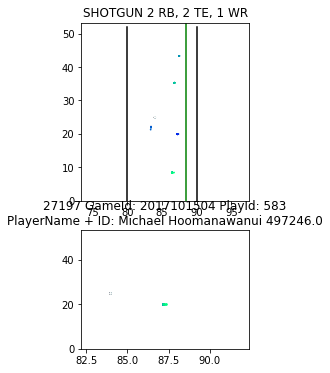 SHOTGUN 2 RB, 2 TE, 1 WR
50
40
30
20
10
0
75 80 85 90 95
27197 GameId: 2017101504 PlayId: 583
PlayerName + ID: Michael Hoomanawanui 497246.0
40
20
0
82.5 85.0 87.5 90.0